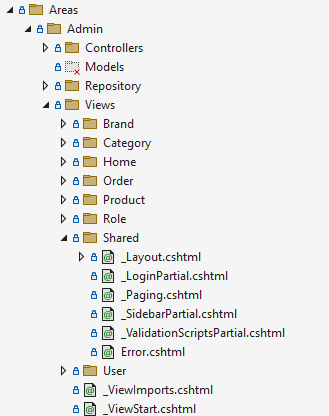 Areas
Admin
Controllers
Models
Repository
Views
Brand
Category
Home
Order
Product
Role
Shared
_Layout.cshtml
_LoginPartial.cshtml
_Paging.cshtml
_SidebarPartial.cshtml
_ValidationScriptsPartial.cshtml
Error.cshtml
User
_ViewImports.cshtml
_ViewStart.cshtml